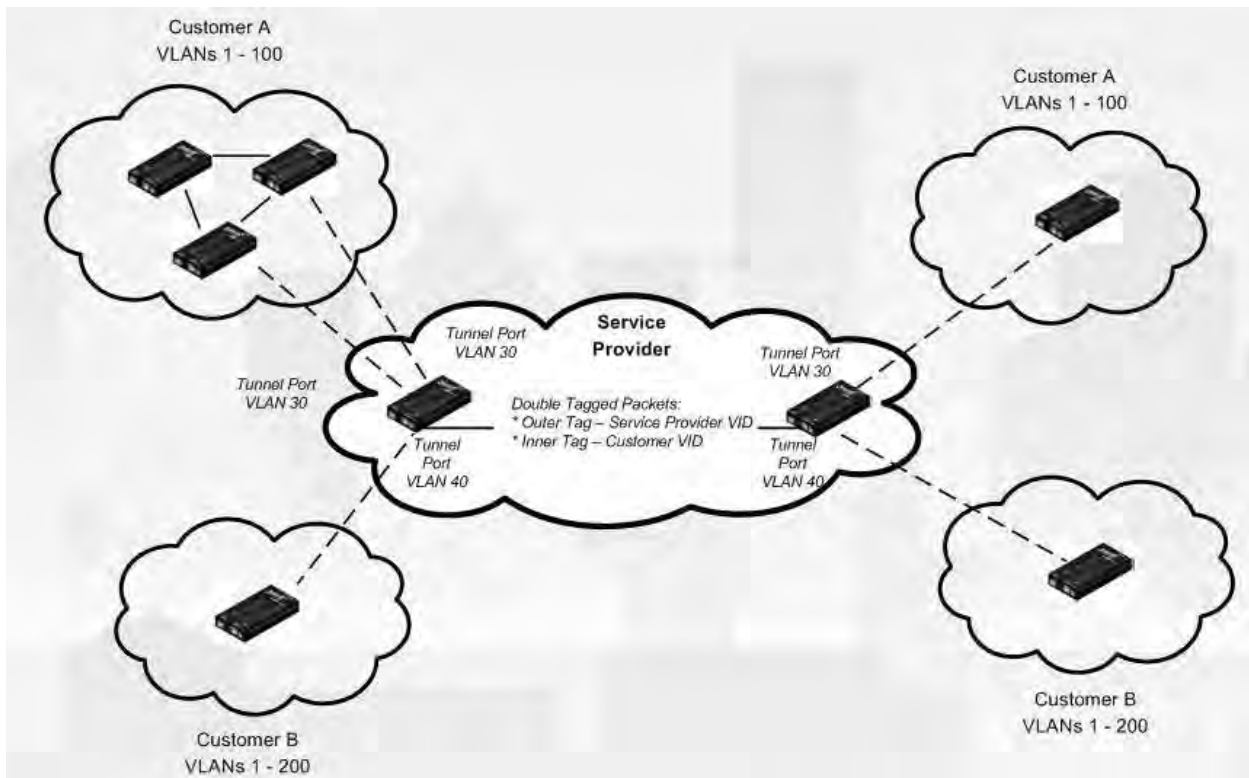 Customer A
VLANs 1 - 100
Customer A
VLANs 1 - 100
Service
Provider
Tunnel Port
VLAN 30
Tunnel Port
VLAN 30
Tunnel Port
VLAN 30
Double Tagged Packets:
* Outer Tag – Service Provider VID
* Inner Tag – Customer VID
Tunnel
Port
VLAN 40
Tunnel
Port
VLAN 40
Customer B
VLANs 1 - 200
Customer B
VLANs 1 - 200